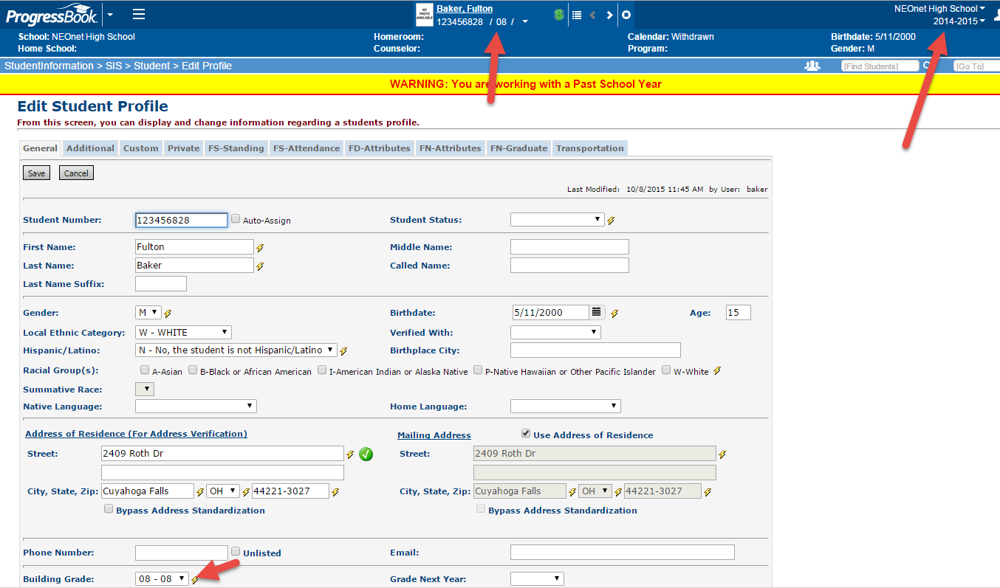 ProgressBook
NO PHOTO AVAILABLE
Baker, Fulton
123456828 / 08 /
NEOnet High School
2014-2015
School: NEOnet High School Homeroom: Calendar: Withdrawn Birthdate: 5/11/2000
Home School: Counselor: Program: Gender: M
StudentInformation > SIS > Student > Edit Profile [Find Students] [Go To]
WARNING: You are working with a Past School Year
Edit Student Profile
From this screen, you can display and change information regarding a students profile.
General Additional Custom Private FS-Standing FS-Attendance FD-Attributes FN-Attributes FN-Graduate Transportation
Save Cancel
Last Modified: 10/8/2015 11:45 AM by User: baker
Student Number: 123456828 Auto-Assign Student Status:
First Name: Fulton Middle Name:
Last Name: Baker Called Name:
Last Name Suffix:
Gender: M Birthdate: 5/11/2000 Age: 15
Local Ethnic Category: W - WHITE Verified With:
Hispanic/Latino: N - No, the student is not Hispanic/Latino Birthplace City:
Racial Group(s): A-Asian B-Black or African American I-American Indian or Alaska Native P-Native Hawaiian or Other Pacific Islander W-White
Summative Race:
Native Language: Home Language:
Address of Residence (For Address Verification) Mailing Address Use Address of Residence
Street: 2409 Roth Dr Street: 2409 Roth Dr
City, State, Zip: Cuyahoga Falls OH 44221-3027 City, State, Zip: Cuyahoga Falls OH 44221-3027
Bypass Address Standardization Bypass Address Standardization
Phone Number: Unlisted Email:
Building Grade: 08 - 08 Grade Next Year: